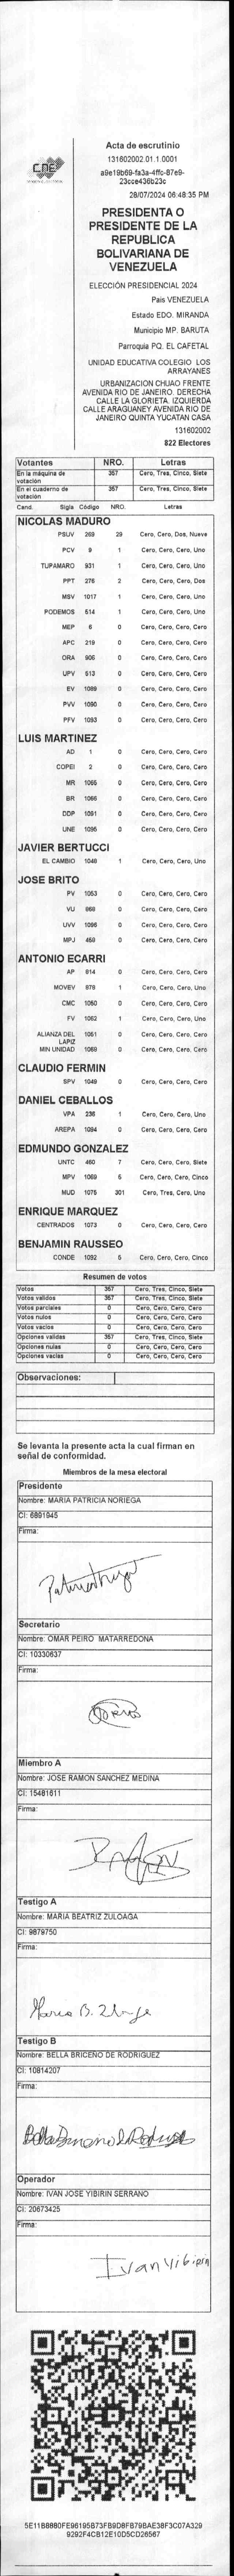 CNE
Acta de escrutinio
131602002.01.1.0001
a9e19b69-fa3a-4ffc-87e9-
23cce436b23c
28/07/2024 06:48:35 PM
PRESIDENTA O
PRESIDENTE DE LA
REPUBLICA
BOLIVARIANA DE
VENEZUELA
ELECCIÓN PRESIDENCIAL 2024
Pais VENEZUELA
Estado EDO. MIRANDA
Municipio MP. BARUTA
Parroquia PQ. EL CAFETAL
UNIDAD EDUCATIVA COLEGIO LOS
ARRAYANES
URBANIZACION CHUAO FRENTE
AVENIDA RIO DE JANEIRO. DERECHA
CALLE LA GLORIETA. IZQUIERDA
CALLE ARAGUANEY AVENIDA RIO DE
JANEIRO QUINTA YUCATAN CASA
131602002
822 Electores
Votantes NRO. Letras
En la máquina de votación 357 Cero, Tres, Cinco, Siete
En el cuaderno de votación 357 Cero, Tres, Cinco, Siete
Cand. Sigla Código NRO. Letras
NICOLAS MADURO
PSUV 269 29 Cero, Cero, Dos, Nueve
PCV 9 1 Cero, Cero, Cero, Uno
TUPAMARO 931 1 Cero, Cero, Cero, Uno
PPT 276 2 Cero, Cero, Cero, Dos
MSV 1017 1 Cero, Cero, Cero, Uno
PODEMOS 514 1 Cero, Cero, Cero, Uno
MEP 6 0 Cero, Cero, Cero, Cero
APC 219 0 Cero, Cero, Cero, Cero
ORA 906 0 Cero, Cero, Cero, Cero
UPV 513 0 Cero, Cero, Cero, Cero
EV 1089 0 Cero, Cero, Cero, Cero
PVV 1090 0 Cero, Cero, Cero, Cero
PFV 1093 0 Cero, Cero, Cero, Cero
LUIS MARTINEZ
AD 1 0 Cero, Cero, Cero, Cero
COPEI 2 0 Cero, Cero, Cero, Cero
MR 1065 0 Cero, Cero, Cero, Cero
BR 1066 0 Cero, Cero, Cero, Cero
DDP 1091 0 Cero, Cero, Cero, Cero
UNE 1095 0 Cero, Cero, Cero, Cero
JAVIER BERTUCCI
EL CAMBIO 1048 1 Cero, Cero, Cero, Uno
JOSE BRITO
PV 1053 0 Cero, Cero, Cero, Cero
VU 868 0 Cero, Cero, Cero, Cero
UVV 1096 0 Cero, Cero, Cero, Cero
MPJ 459 0 Cero, Cero, Cero, Cero
ANTONIO ECARRI
AP 814 0 Cero, Cero, Cero, Cero
MOVEV 978 1 Cero, Cero, Cero, Uno
CMC 1050 0 Cero, Cero, Cero, Cero
FV 1052 1 Cero, Cero, Cero, Uno
ALIANZA DEL LAPIZ 1051 0 Cero, Cero, Cero, Cero
MIN UNIDAD 1068 0 Cero, Cero, Cero, Cero
CLAUDIO FERMIN
SPV 1049 0 Cero, Cero, Cero, Cero
DANIEL CEBALLOS
VPA 236 1 Cero, Cero, Cero, Uno
AREPA 1094 0 Cero, Cero, Cero, Cero
EDMUNDO GONZALEZ
UNTC 460 7 Cero, Cero, Cero, Siete
MPV 1069 5 Cero, Cero, Cero, Cinco
MUD 1075 301 Cero, Tres, Cero, Uno
ENRIQUE MARQUEZ
CENTRADOS 1073 0 Cero, Cero, Cero, Cero
BENJAMIN RAUSSEO
CONDE 1092 5 Cero, Cero, Cero, Cinco
Resumen de votos
Votos 357 Cero, Tres, Cinco, Siete
Votos validos 357 Cero, Tres, Cinco, Siete
Votos parciales 0 Cero, Cero, Cero, Cero
Votos nulos 0 Cero, Cero, Cero, Cero
Votos vacios 0 Cero, Cero, Cero, Cero
Opciones validas 357 Cero, Tres, Cinco, Siete
Opciones nulas 0 Cero, Cero, Cero, Cero
Opciones vacias 0 Cero, Cero, Cero, Cero
Observaciones:
Se levanta la presente acta la cual firman en
señal de conformidad.
Miembros de la mesa electoral
Presidente
Nombre: MARIA PATRICIA NORIEGA
CI: 6891945
Firma:
Secretario
Nombre: OMAR PEIRO MATARREDONA
CI: 10330637
Firma:
Miembro A
Nombre: JOSE RAMON SANCHEZ MEDINA
CI: 15481611
Firma:
Testigo A
Nombre: MARIA BEATRIZ ZULOAGA
CI: 9879750
Firma:
Maria B.
Testigo B
Nombre: BELLA BRICEÑO DE RODRIGUEZ
CI: 10814207
Firma:
Operador
Nombre: IVAN JOSE YIBIRIN SERRANO
CI: 20673425
Firma:
Ivan Yibirin
5E11B8880FE96195B73FB9D8FB79BAE38F3C07A329
9292F4CB12E10D5CD26567